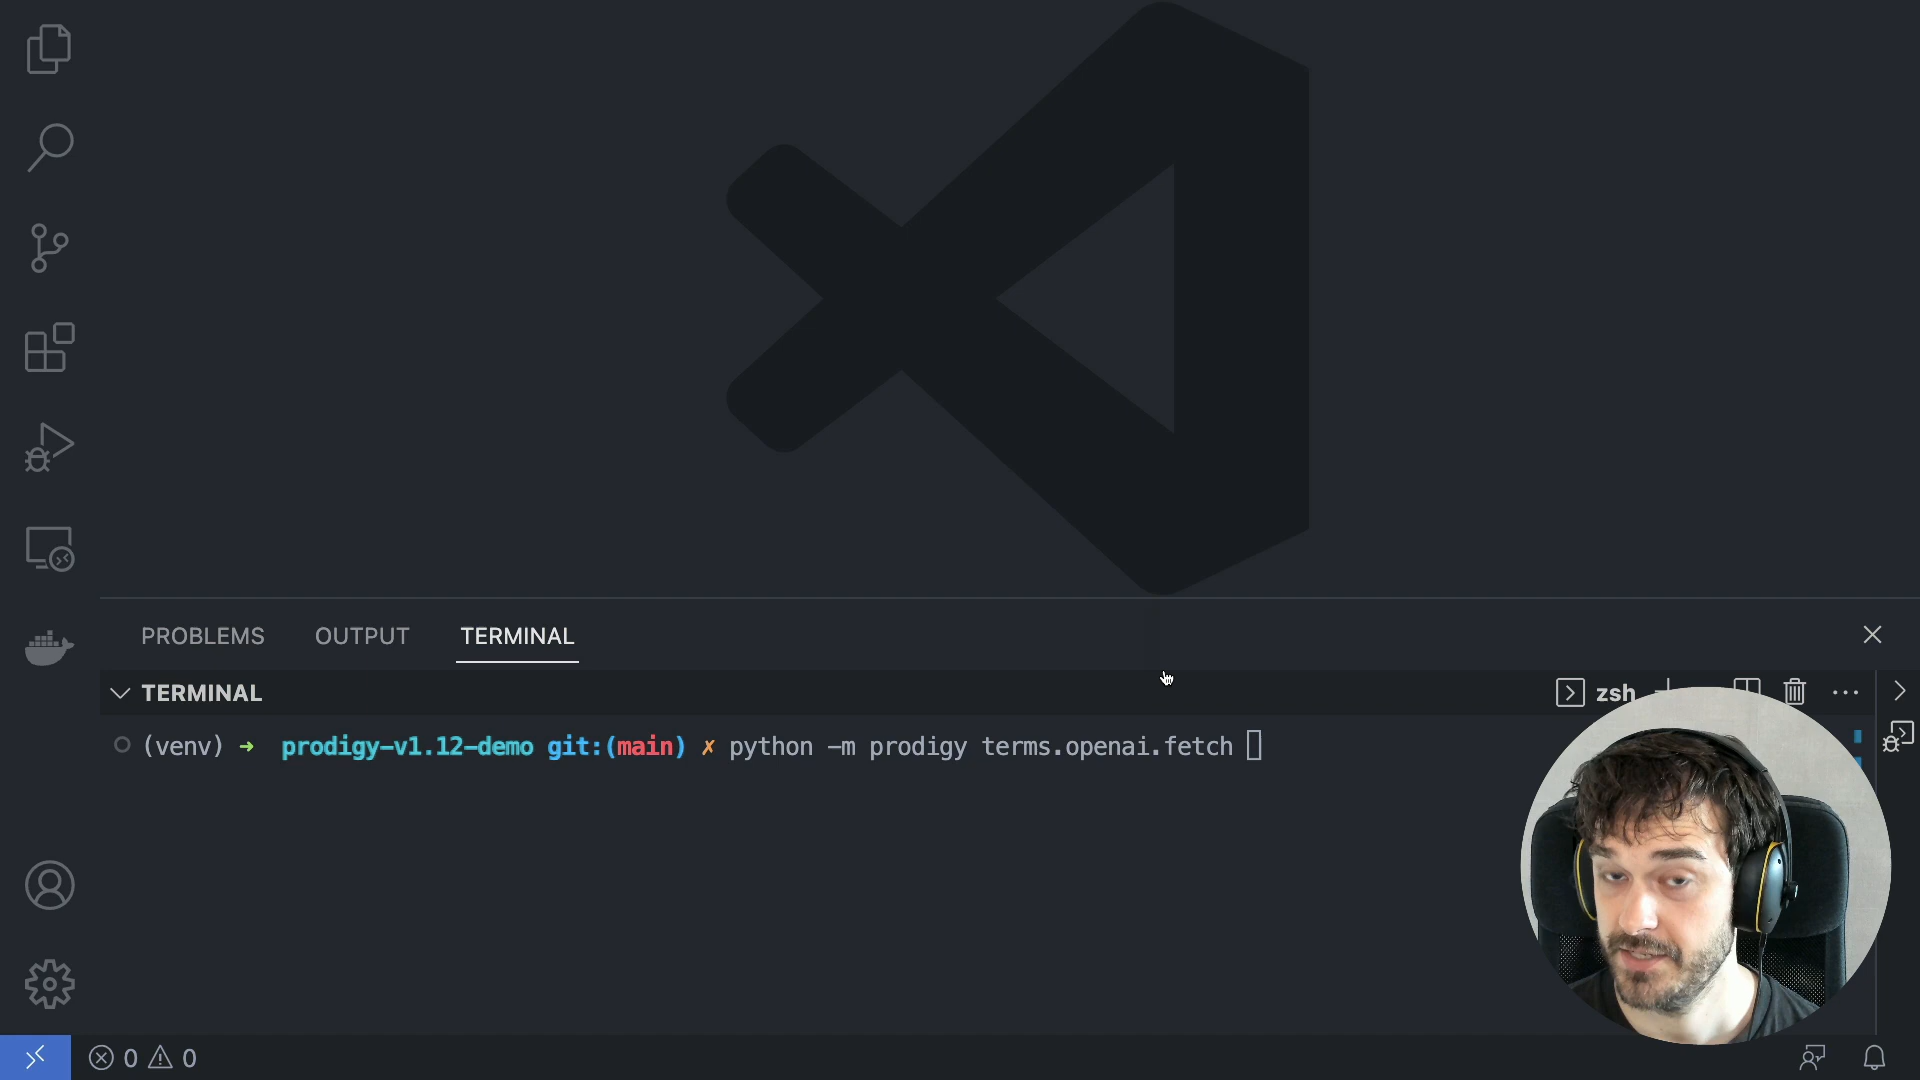 PROBLEMS OUTPUT TERMINAL
TERMINAL
zsh
(venv) ➜ prodigy-v1.12-demo git:(main) ✗ python -m prodigy terms.openai.fetch
0 0